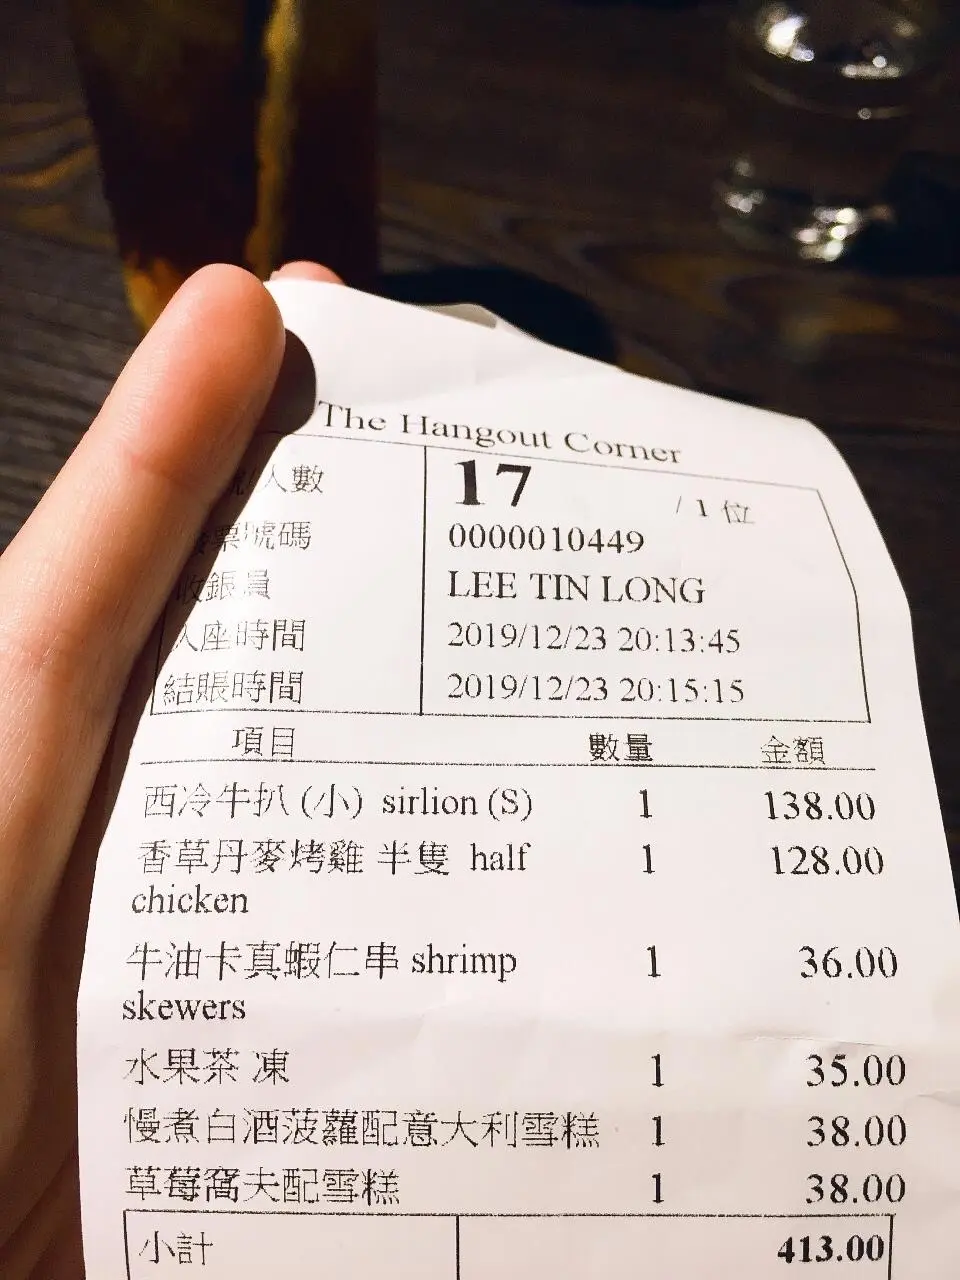 The Hangout Corner
人數 17 / 1 位
票號碼 0000010449
收銀員 LEE TIN LONG
入座時間 2019/12/23 20:13:45
結賬時間 2019/12/23 20:15:15
項目 數量 金額
西冷牛扒 (小) sirlion (S) 1 138.00
香草丹麥烤雞 半隻 half 1 128.00
chicken
牛油卡真蝦仁串 shrimp 1 36.00
skewers
水果茶 凍 1 35.00
慢煮白酒菠蘿配意大利雪糕 1 38.00
草莓窩夫配雪糕 1 38.00
小計 413.00